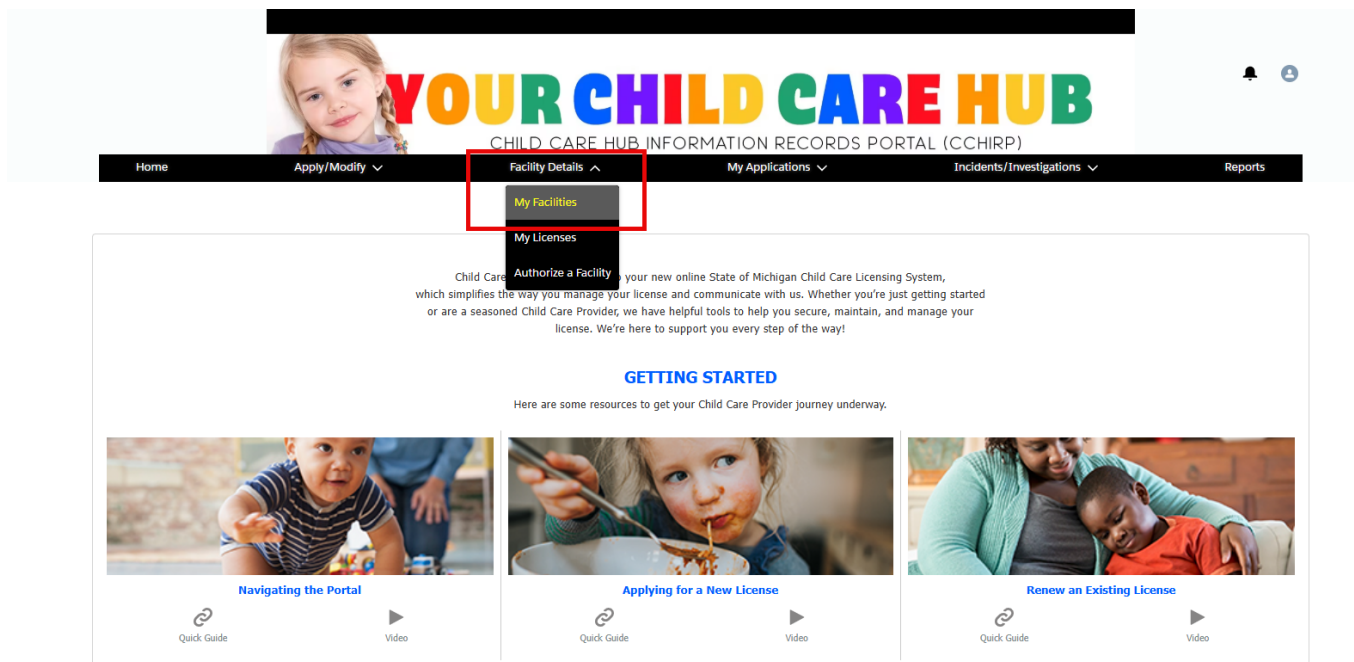 YOUR CHILD CARE HUB
CHILD CARE HUB INFORMATION RECORDS PORTAL (CCHIRP)
Home
Apply/Modify
Facility Details
My Applications
Incidents/Investigations
Reports
My Facilities
My Licenses
Authorize a Facility
Child Care your new online State of Michigan Child Care Licensing System,
which simplifies the way you manage your license and communicate with us. Whether you're just getting started
or are a seasoned Child Care Provider, we have helpful tools to help you secure, maintain, and manage your
license. We're here to support you every step of the way!
GETTING STARTED
Here are some resources to get your Child Care Provider journey underway.
Navigating the Portal
Quick Guide
Video
Applying for a New License
Quick Guide
Video
Renew an Existing License
Quick Guide
Video